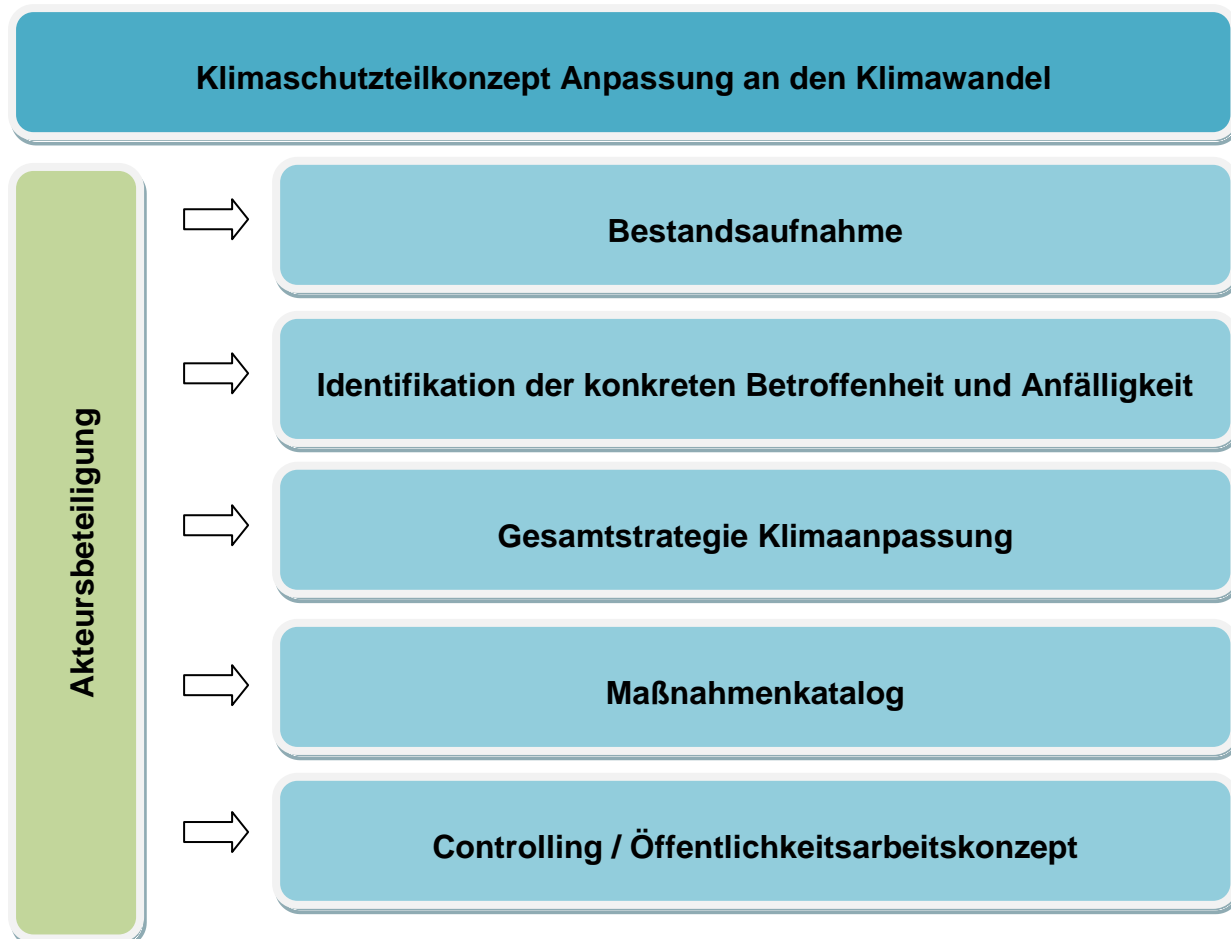 Klimaschutzteilkonzept Anpassung an den Klimawandel
Akteursbeteiligung
Bestandsaufnahme
Identifikation der konkreten Betroffenheit und Anfälligkeit
Gesamtstrategie Klimaanpassung
Maßnahmenkatalog
Controlling / Öffentlichkeitsarbeitskonzept